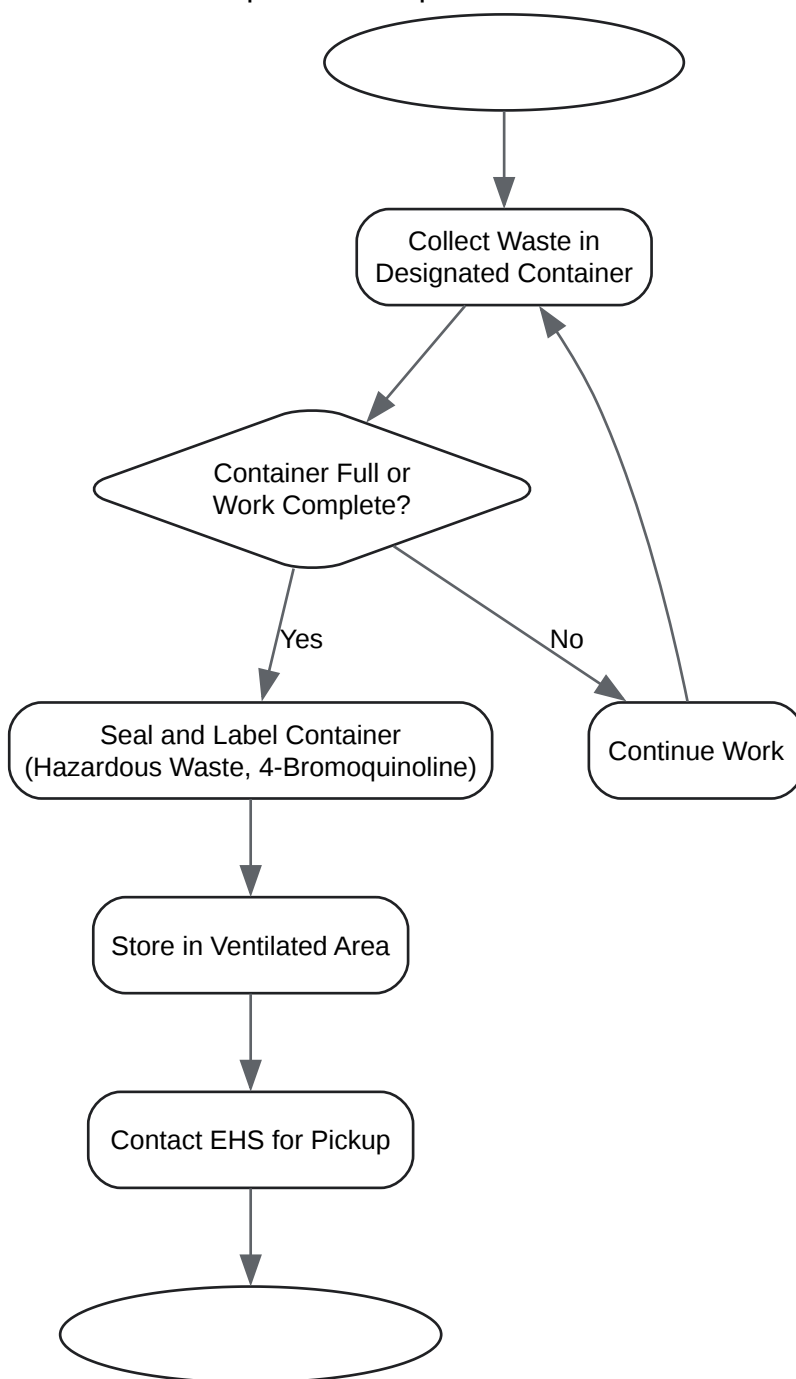 Collect Waste in
Designated Container
Container Full or
Work Complete?
Yes
No
Seal and Label Container
(Hazardous Waste, 4-Bromoquinoline)
Continue Work
Store in Ventilated Area
Contact EHS for Pickup